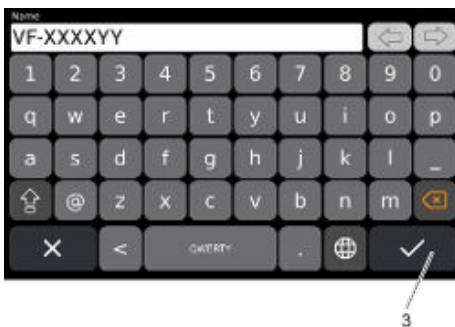 Name
VF-XXXXYY
1 2 3 4 5 6 7 8 9 0
q w e r t y u i o p
a s d f g h j k l _
@ z x c v b n m
< QWERTY .
3